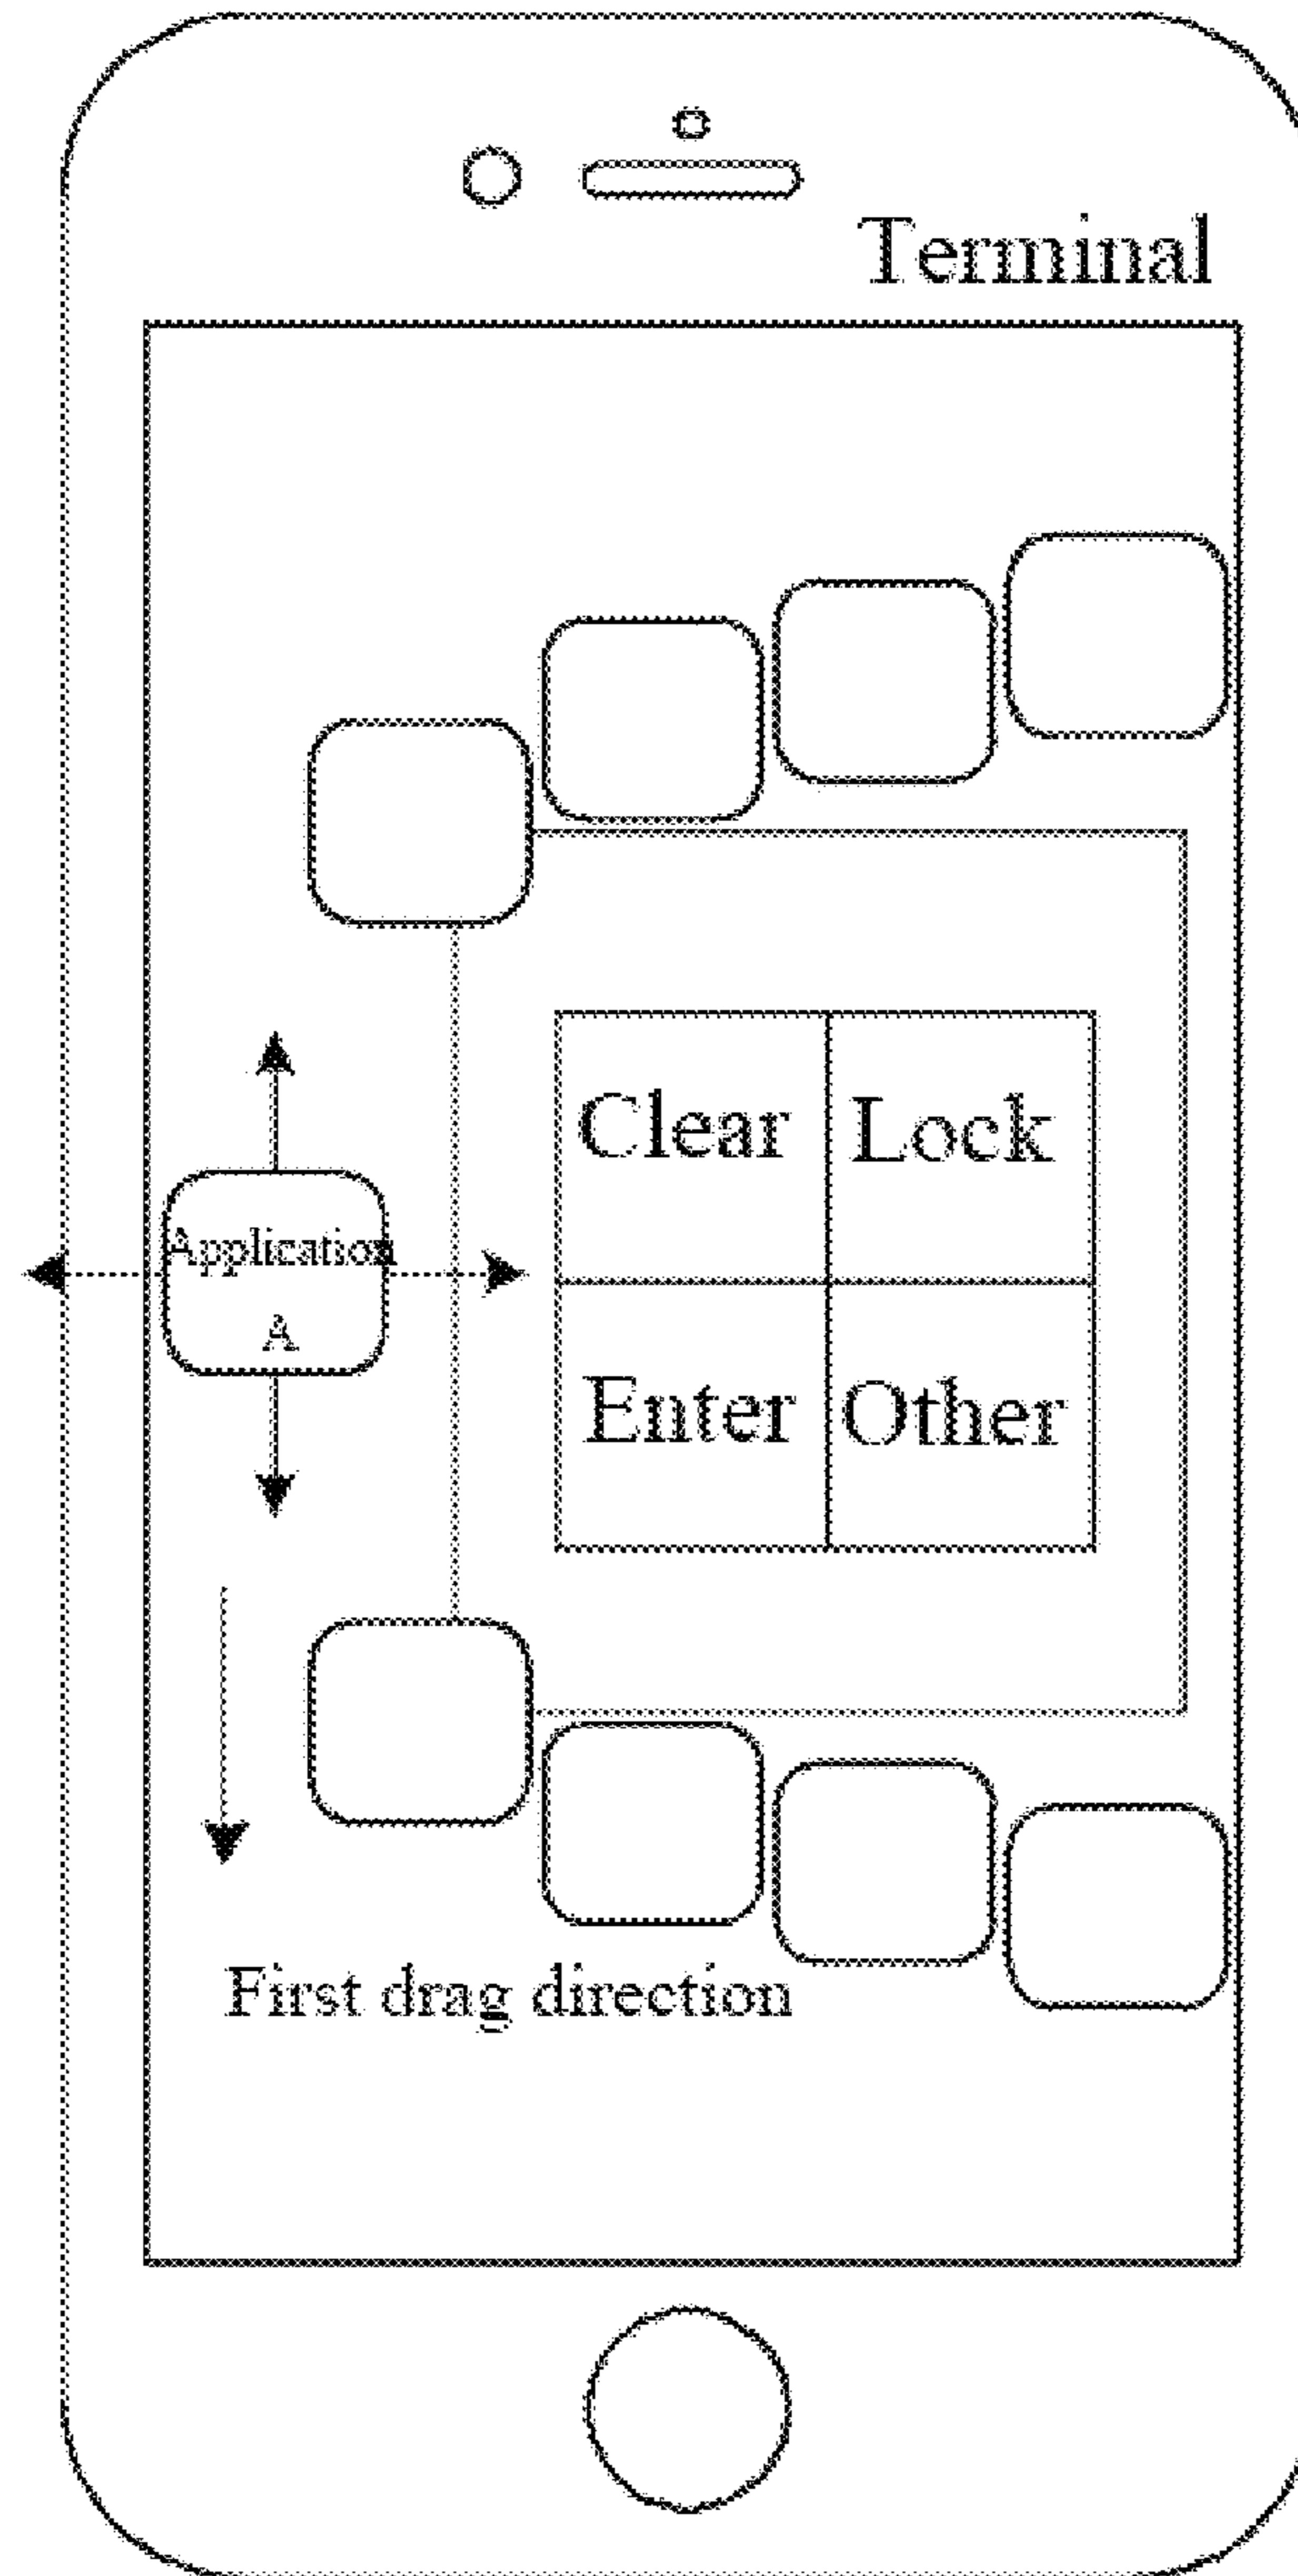 Terminal
Clear Lock
Application
A
Enter Other
First drag direction